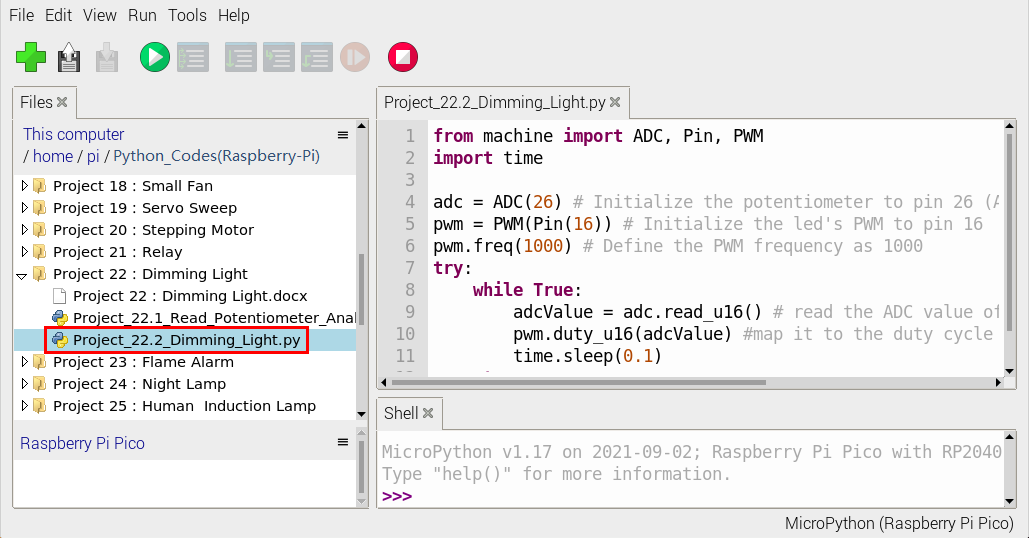 File Edit View Run Tools Help
Files
This computer
/ home / pi / Python_Codes(Raspberry-Pi)
Project 18 : Small Fan
Project 19 : Servo Sweep
Project 20 : Stepping Motor
Project 21 : Relay
Project 22 : Dimming Light
Project 22 : Dimming Light.docx
Project_22.1_Read_Potentiometer_Anal
Project_22.2_Dimming_Light.py
Project 23 : Flame Alarm
Project 24 : Night Lamp
Project 25 : Human  Induction Lamp
Raspberry Pi Pico
Project_22.2_Dimming_Light.py
1 from machine import ADC, Pin, PWM
2 import time
3
4 adc = ADC(26) # Initialize the potentiometer to pin 26 (A
5 pwm = PWM(Pin(16)) # Initialize the led's PWM to pin 16
6 pwm.freq(1000) # Define the PWM frequency as 1000
7 try:
8     while True:
9         adcValue = adc.read_u16() # read the ADC value of
10         pwm.duty_u16(adcValue) #map it to the duty cycle
11         time.sleep(0.1)
Shell
MicroPython v1.17 on 2021-09-02; Raspberry Pi Pico with RP2040
Type "help()" for more information.
>>>
MicroPython (Raspberry Pi Pico)